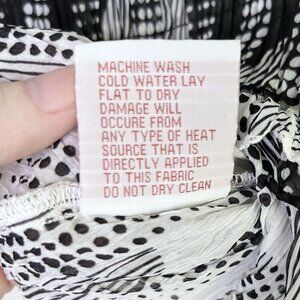 MACHINE WASH
COLD WATER LAY
FLAT TO DRY
DAMAGE WILL
OCCURE FROM
ANY TYPE OF HEAT
SOURCE THAT IS
DIRECTLY APPLIED
TO THIS FABRIC
DO NOT DRY CLEAN